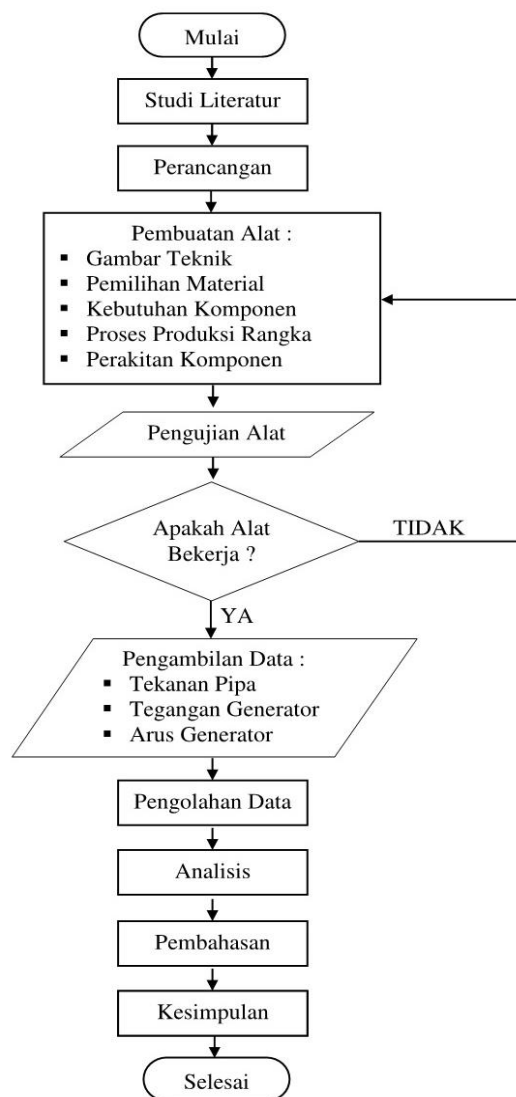 Mulai
Studi Literatur
Perancangan
Pembuatan Alat :
▪ Gambar Teknik
▪ Pemilihan Material
▪ Kebutuhan Komponen
▪ Proses Produksi Rangka
▪ Perakitan Komponen
Pengujian Alat
Apakah Alat
Bekerja ?
TIDAK
YA
Pengambilan Data :
▪ Tekanan Pipa
▪ Tegangan Generator
▪ Arus Generator
Pengolahan Data
Analisis
Pembahasan
Kesimpulan
Selesai